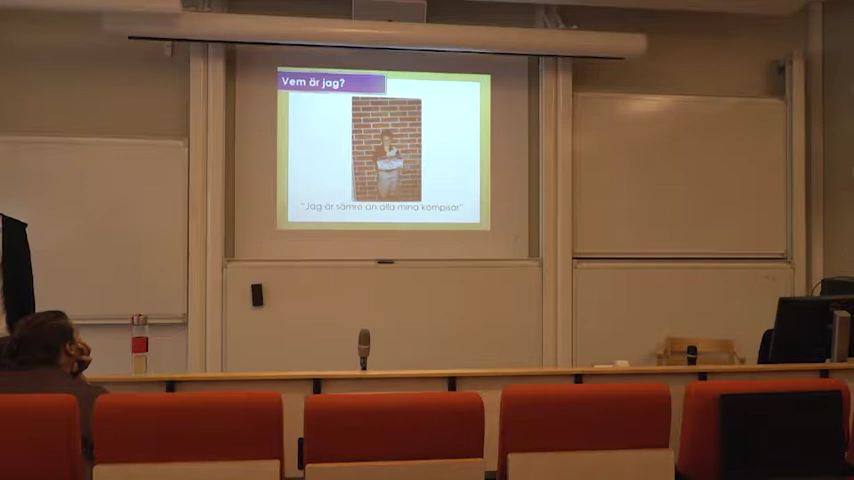 Vem är jag?
"Jag är sämre än alla mina kompisar"